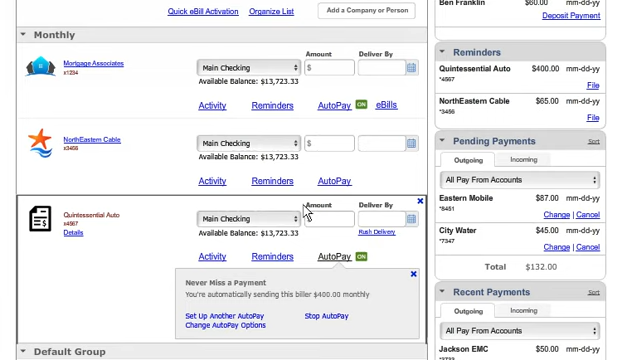 Quick eBill Activation Organize List Add a Company or Person
Monthly
Amount Deliver By
Mortgage Associates
x1234
Main Checking $
Available Balance: $13,723.33
Activity Reminders AutoPay ON eBills
NorthEastern Cable
x3456
Main Checking $
Available Balance: $13,723.33
Activity Reminders AutoPay
Amount Deliver By
Quintessential Auto
x4567
Details
Main Checking
Available Balance: $13,723.33 Rush Delivery
Activity Reminders AutoPay ON
Never Miss a Payment
You're automatically sending this biller $400.00 monthly
Set Up Another AutoPay Stop AutoPay
Change AutoPay Options
Default Group
Ben Franklin $60.00 mm-dd-yy
Deposit Payment
Reminders
Quintessential Auto $400.00 mm-dd-yy
*4567
File
NorthEastern Cable $65.00 mm-dd-yy
*3456
File
Pending Payments Sort
Outgoing Incoming
All Pay From Accounts
Eastern Mobile $87.00 mm-dd-yy
*8451
Change | Cancel
City Water $45.00 mm-dd-yy
*7347
Change | Cancel
Total $132.00
Recent Payments Sort
Outgoing Incoming
All Pay From Accounts
Jackson EMC $50.00 mm-dd-yy